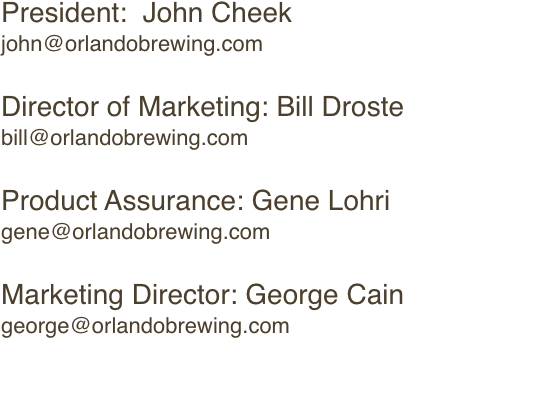 President:  John Cheek
john@orlandobrewing.com
Director of Marketing: Bill Droste
bill@orlandobrewing.com
Product Assurance: Gene Lohri
gene@orlandobrewing.com
Marketing Director: George Cain
george@orlandobrewing.com